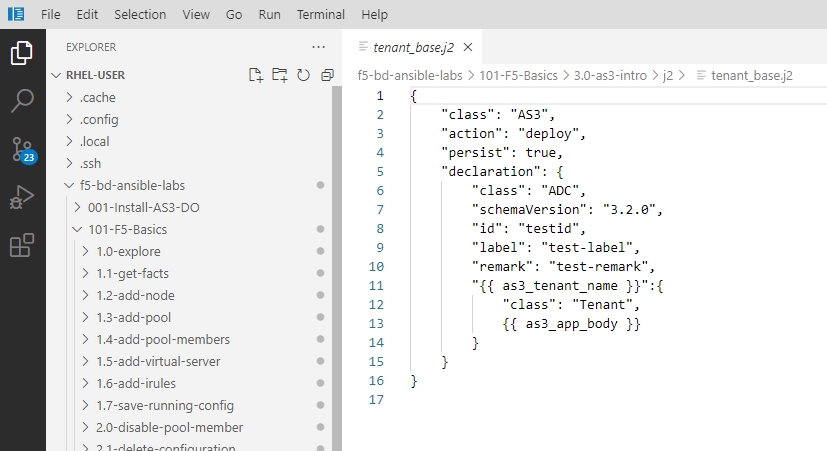 File Edit Selection View Go Run Terminal Help
EXPLORER
RHEL-USER
.cache
.config
.local
.ssh
f5-bd-ansible-labs
001-Install-AS3-DO
101-F5-Basics
1.0-explore
1.1-get-facts
1.2-add-node
1.3-add-pool
1.4-add-pool-members
1.5-add-virtual-server
1.6-add-irules
1.7-save-running-config
2.0-disable-pool-member
2.1-delete-configuration
23
tenant_base.j2
f5-bd-ansible-labs > 101-F5-Basics > 3.0-as3-intro > j2 > tenant_base.j2
1 {
2 "class": "AS3",
3 "action": "deploy",
4 "persist": true,
5 "declaration": {
6 "class": "ADC",
7 "schemaVersion": "3.2.0",
8 "id": "testid",
9 "label": "test-label",
10 "remark": "test-remark",
11 "{{ as3_tenant_name }}":{
12 "class": "Tenant",
13 {{ as3_app_body }}
14 }
15 }
16 }
17